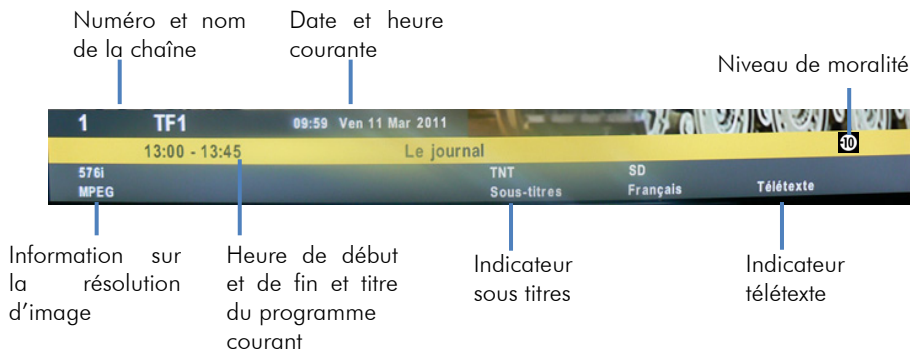 Numéro et nom
de la chaîne
Date et heure
courante
Niveau de moralité
1 TF1 09:59 Ven 11 Mar 2011
13:00 - 13:45 Le journal -10
576i TNT SD
MPEG Sous-titres Français Télétexte
Information sur
la résolution
d'image
Heure de début
et de fin et titre
du programme
courant
Indicateur
sous titres
Indicateur
télétexte